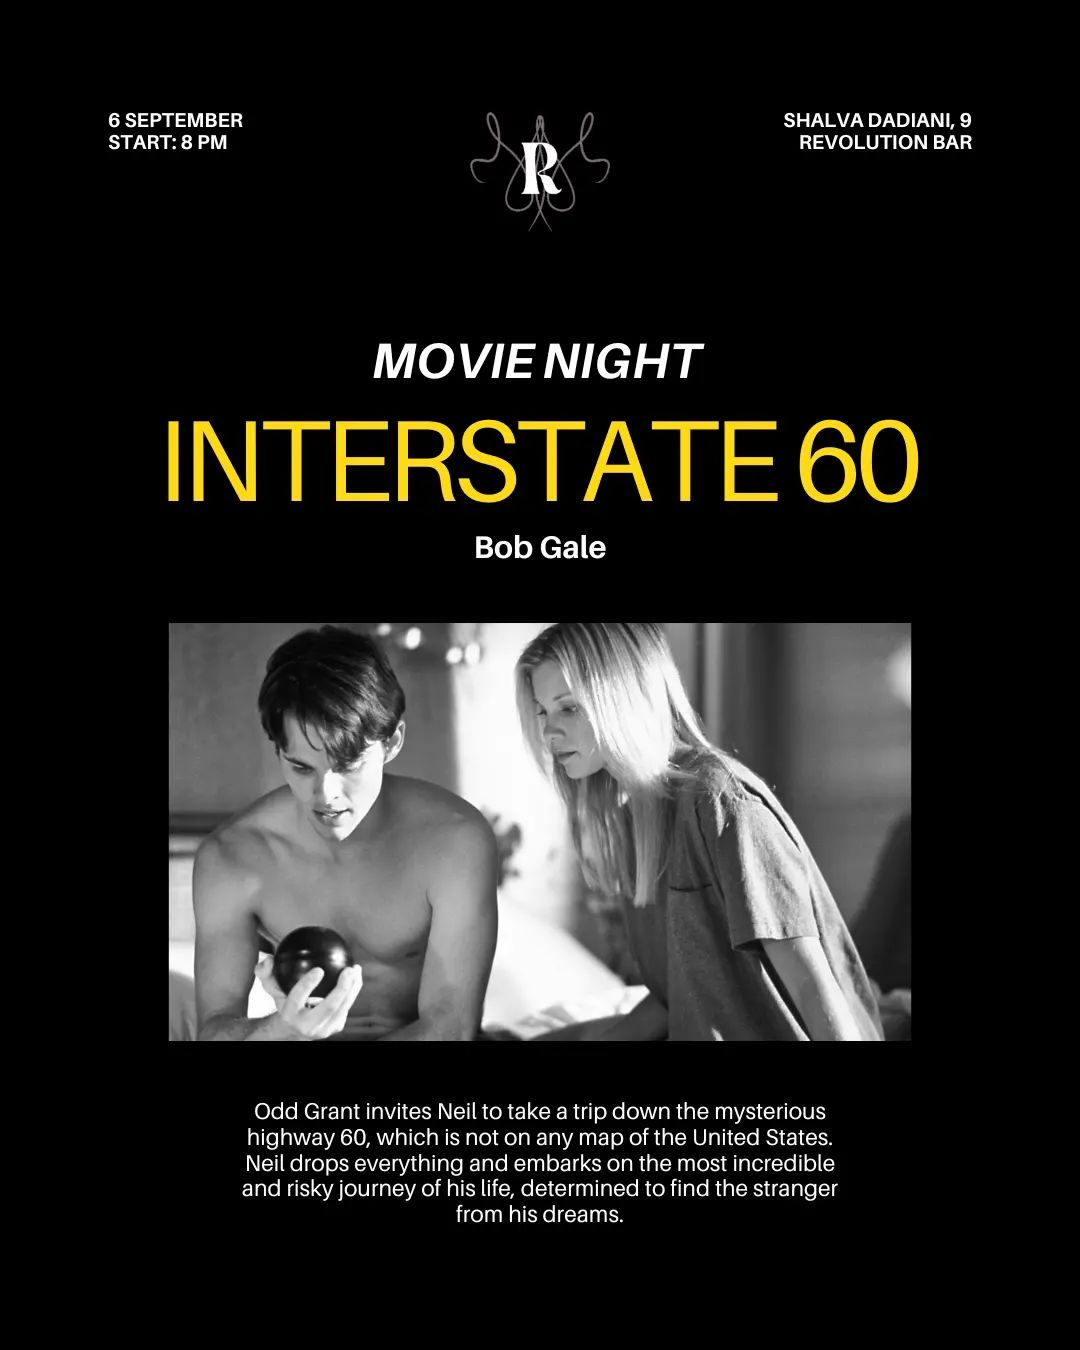 6 SEPTEMBER
START: 8 PM
R
SHALVA DADIANI, 9
REVOLUTION BAR
MOVIE NIGHT
INTERSTATE 60
Bob Gale
Odd Grant invites Neil to take a trip down the mysterious
highway 60, which is not on any map of the United States.
Neil drops everything and embarks on the most incredible
and risky journey of his life, determined to find the stranger
from his dreams.